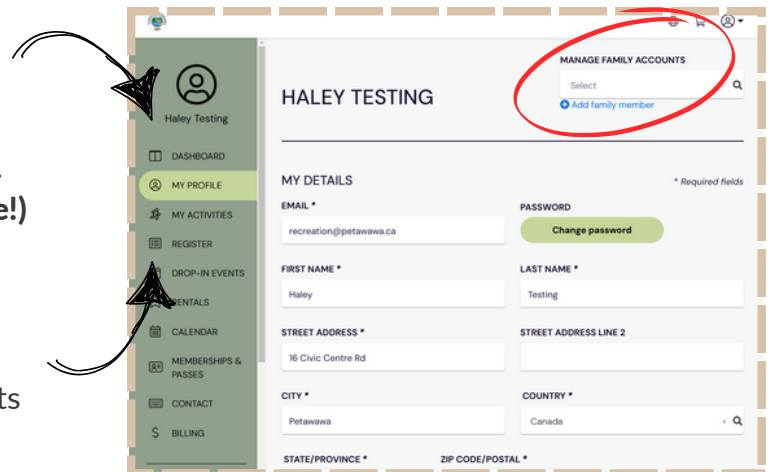 e!)
ts
Haley Testing
DASHBOARD
MY PROFILE
MY ACTIVITIES
REGISTER
DROP-IN EVENTS
RENTALS
CALENDAR
MEMBERSHIPS &
PASSES
CONTACT
BILLING
MANAGE FAMILY ACCOUNTS
Select
Add family member
HALEY TESTING
MY DETAILS
* Required fields
EMAIL *
PASSWORD
recreation@petawawa.ca
Change password
FIRST NAME *
LAST NAME *
Haley
Testing
STREET ADDRESS *
STREET ADDRESS LINE 2
16 Civic Centre Rd
CITY *
COUNTRY *
Petawawa
Canada
STATE/PROVINCE *
ZIP CODE/POSTAL *